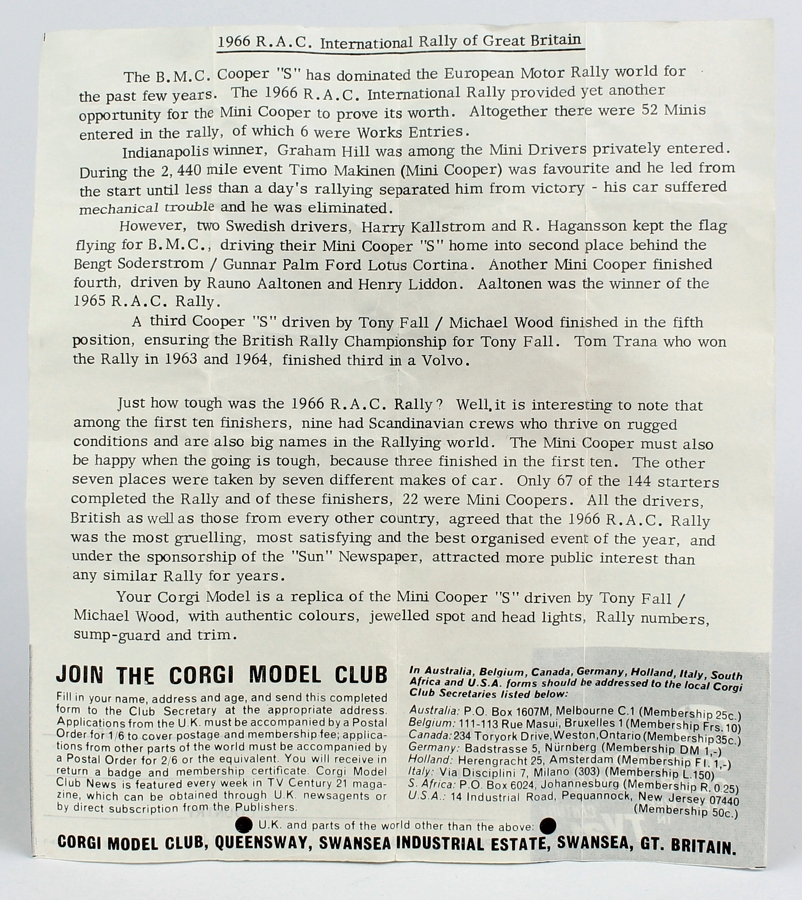 1966 R.A.C. International Rally of Great Britain
The B.M.C. Cooper "S" has dominated the European Motor Rally world for
the past few years. The 1966 R.A.C. International Rally provided yet another
opportunity for the Mini Cooper to prove its worth. Altogether there were 52 Minis
entered in the rally, of which 6 were Works Entries.
Indianapolis winner, Graham Hill was among the Mini Drivers privately entered.
During the 2,440 mile event Timo Makinen (Mini Cooper) was favourite and he led from
the start until less than a day's rallying separated him from victory - his car suffered
mechanical trouble and he was eliminated.
However, two Swedish drivers, Harry Kallstrom and R. Hagansson kept the flag
flying for B.M.C., driving their Mini Cooper "S" home into second place behind the
Bengt Soderstrom / Gunnar Palm Ford Lotus Cortina. Another Mini Cooper finished
fourth, driven by Rauno Aaltonen and Henry Liddon. Aaltonen was the winner of the
1965 R.A.C. Rally.
A third Cooper "S" driven by Tony Fall / Michael Wood finished in the fifth
position, ensuring the British Rally Championship for Tony Fall. Tom Trana who won
the Rally in 1963 and 1964, finished third in a Volvo.
Just how tough was the 1966 R.A.C. Rally? Well, it is interesting to note that
among the first ten finishers, nine had Scandinavian crews who thrive on rugged
conditions and are also big names in the Rallying world. The Mini Cooper must also
be happy when the going is tough, because three finished in the first ten. The other
seven places were taken by seven different makes of car. Only 67 of the 144 starters
completed the Rally and of these finishers, 22 were Mini Coopers. All the drivers,
British as well as those from every other country, agreed that the 1966 R.A.C. Rally
was the most gruelling, most satisfying and the best organised event of the year, and
under the sponsorship of the "Sun" Newspaper, attracted more public interest than
any similar Rally for years.
Your Corgi Model is a replica of the Mini Cooper "S" driven by Tony Fall /
Michael Wood, with authentic colours, jewelled spot and head lights, Rally numbers,
sump-guard and trim.
JOIN THE CORGI MODEL CLUB
Fill in your name, address and age, and send this completed
form to the Club Secretary at the appropriate address.
Applications from the U.K. must be accompanied by a Postal
Order for 1/6 to cover postage and membership fee; applica-
tions from other parts of the world must be accompanied by
a Postal Order for 2/6 or the equivalent. You will receive in
return a badge and membership certificate. Corgi Model
Club News is featured every week in TV Century 21 maga-
zine, which can be obtained through U.K. newsagents or
by direct subscription from the Publishers.
In Australia, Belgium, Canada, Germany, Holland, Italy, South
Africa and U.S.A. forms should be addressed to the local Corgi
Club Secretaries listed below:
Australia: P.O. Box 1607M, Melbourne C.1 (Membership 25c.)
Belgium: 111-113 Rue Masui, Bruxelles 1 (Membership Frs. 10)
Canada: 234 Toryork Drive, Weston, Ontario (Membership 35c.)
Germany: Badstrasse 5, Nürnberg (Membership DM 1,-)
Holland: Herengracht 25, Amsterdam (Membership Fl. 1,-)
Italy: Via Disciplini 7, Milano (303) (Membership L.150)
S. Africa: P.O. Box 6024, Johannesburg (Membership R. 0.25)
U.S.A.: 14 Industrial Road, Pequannock, New Jersey 07440
(Membership 50c.)
U.K. and parts of the world other than the above:
CORGI MODEL CLUB, QUEENSWAY, SWANSEA INDUSTRIAL ESTATE, SWANSEA, GT. BRITAIN.